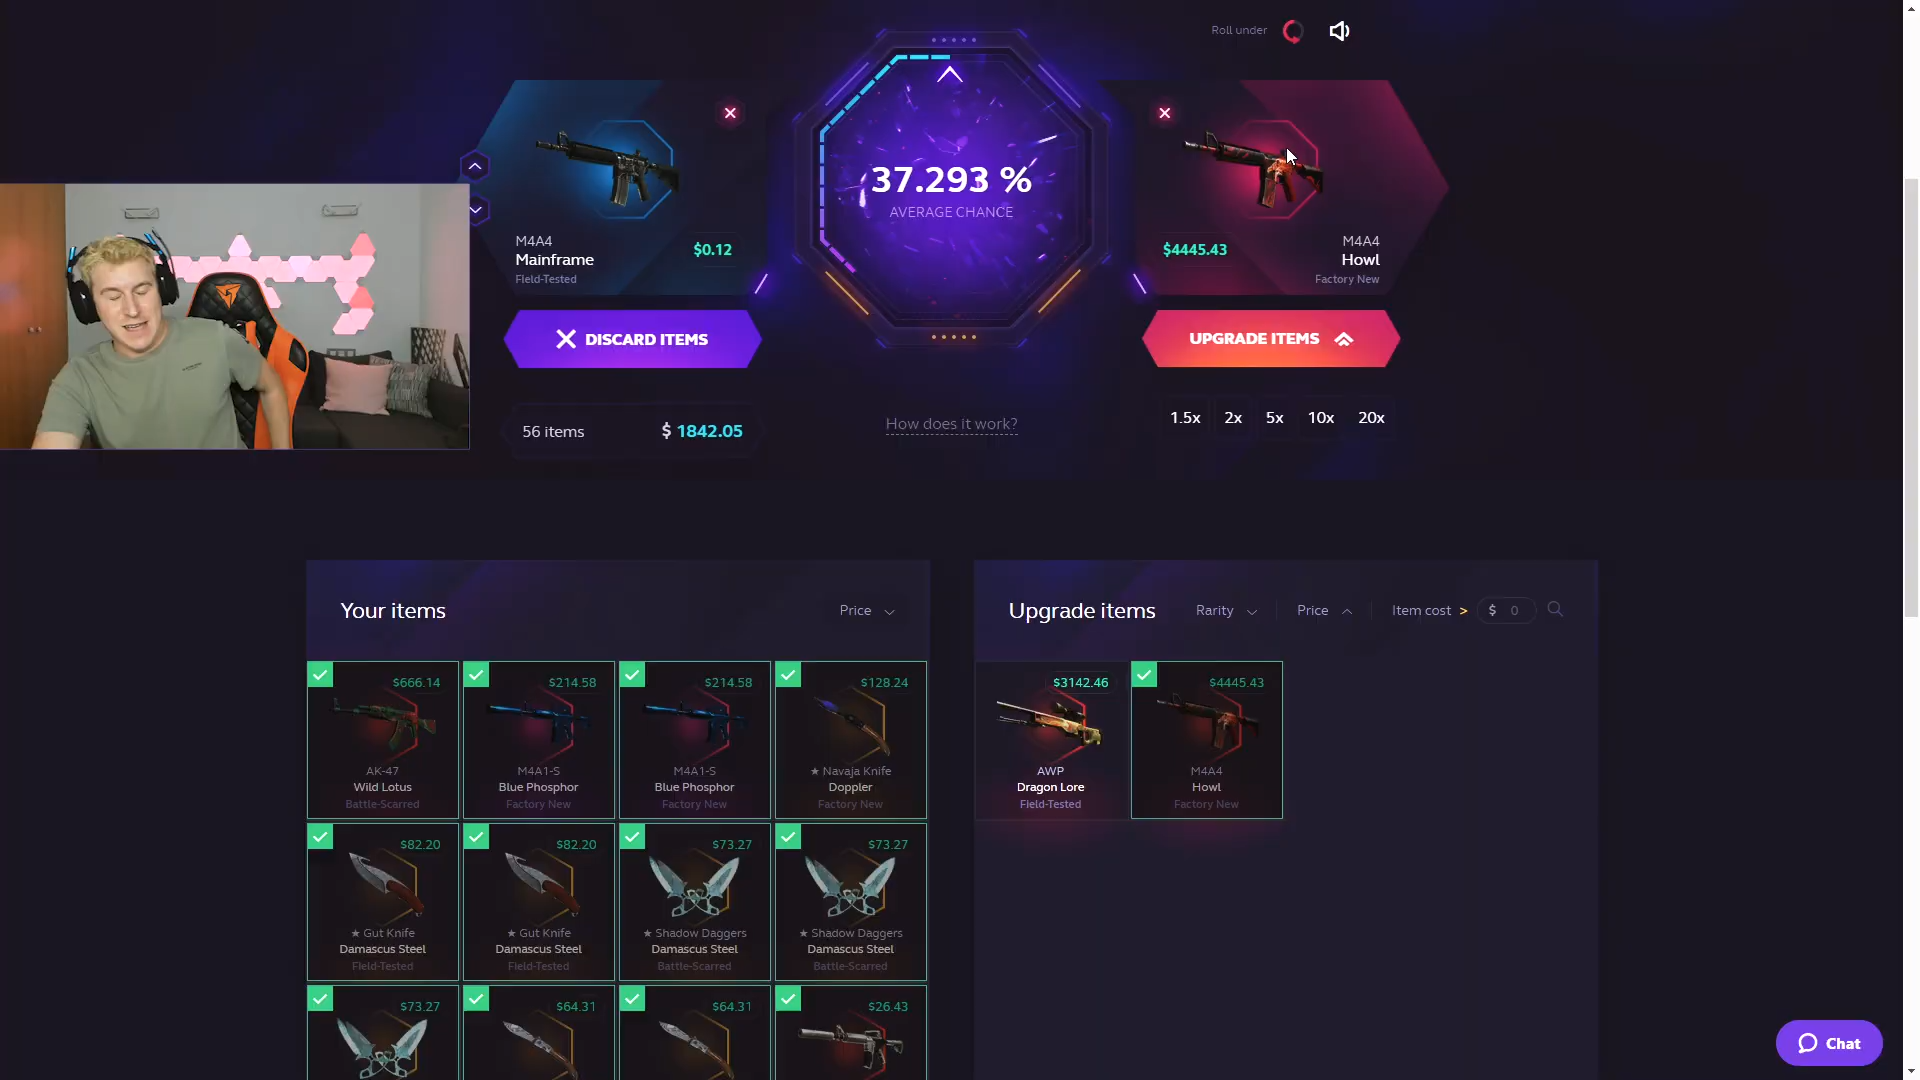 Roll under
M4A4
Mainframe
Field-Tested
$0.12
37.293 %
AVERAGE CHANCE
$4445.43
M4A4
Howl
Factory New
DISCARD ITEMS
UPGRADE ITEMS
56 items
$ 1842.05
How does it work?
1.5x
2x
5x
10x
20x
Your items
Price
Upgrade items
Rarity
Price
Item cost >
$ 0
$666.14
AK-47
Wild Lotus
Battle-Scarred
$214.58
M4A1-S
Blue Phosphor
Factory New
$214.58
M4A1-S
Blue Phosphor
Factory New
$128.24
★ Navaja Knife
Doppler
Factory New
$3142.46
AWP
Dragon Lore
Field-Tested
$4445.43
M4A4
Howl
Factory New
$82.20
★ Gut Knife
Damascus Steel
Field-Tested
$82.20
★ Gut Knife
Damascus Steel
Field-Tested
$73.27
★ Shadow Daggers
Damascus Steel
Battle-Scarred
$73.27
★ Shadow Daggers
Damascus Steel
Battle-Scarred
$73.27
$64.31
$64.31
$26.43
Chat